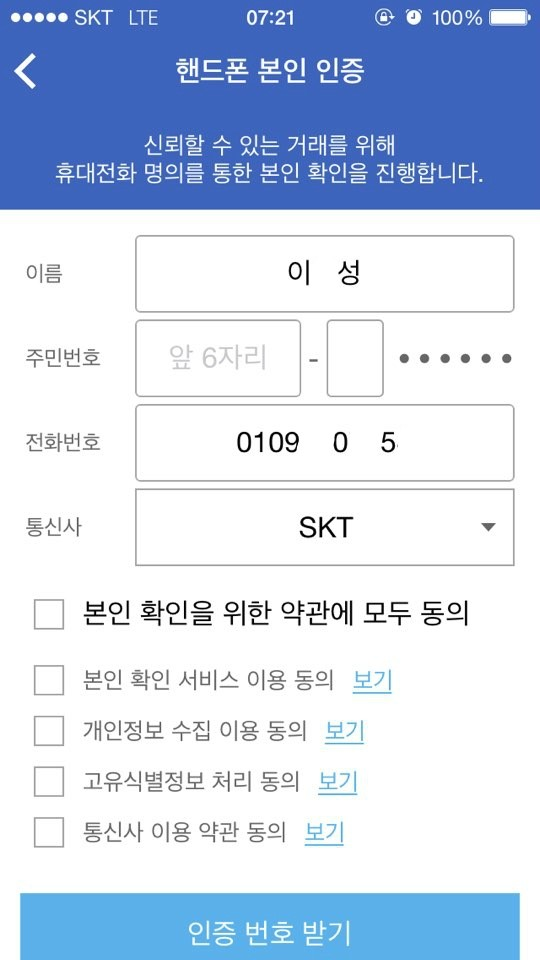 SKT LTE 07:21 100%
핸드폰 본인 인증
신뢰할 수 있는 거래를 위해
휴대전화 명의를 통한 본인 확인을 진행합니다.
이름 이 성
주민번호 앞 6자리 - ●●●●●●
전화번호 0109 0 5
통신사 SKT
본인 확인을 위한 약관에 모두 동의
본인 확인 서비스 이용 동의 보기
개인정보 수집 이용 동의 보기
고유식별정보 처리 동의 보기
통신사 이용 약관 동의 보기
인증 번호 받기